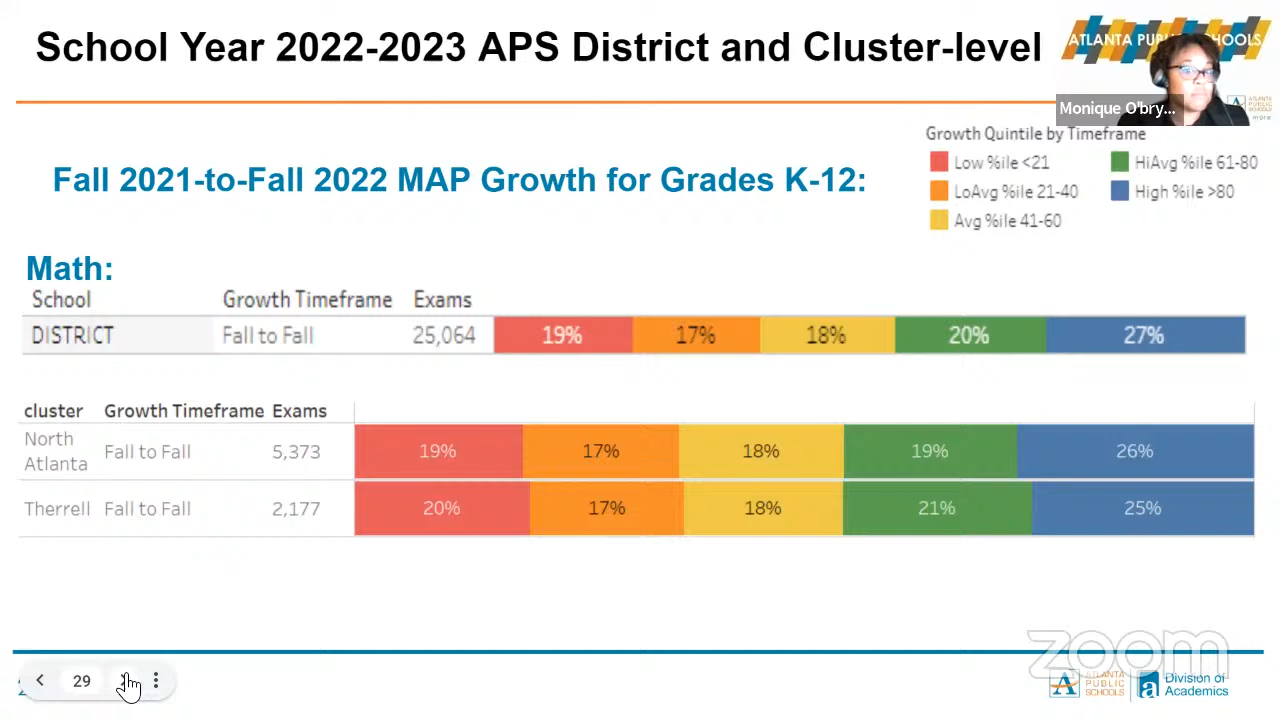 School Year 2022-2023 APS District and Cluster-level
Monique O'bry...
Growth Quintile by Timeframe
Low %ile <21
HiAvg %ile 61-80
LoAvg %ile 21-40
High %ile >80
Avg %ile 41-60
Fall 2021-to-Fall 2022 MAP Growth for Grades K-12:
Math:
School Growth Timeframe Exams
DISTRICT Fall to Fall 25,064 19% 17% 18% 20% 27%
cluster Growth Timeframe Exams
North
Atlanta Fall to Fall 5,373 19% 17% 18% 19% 26%
Therrell Fall to Fall 2,177 20% 17% 18% 21% 25%
zoom
29
ATLANTA
PUBLIC
SCHOOLS
Division of
Academics